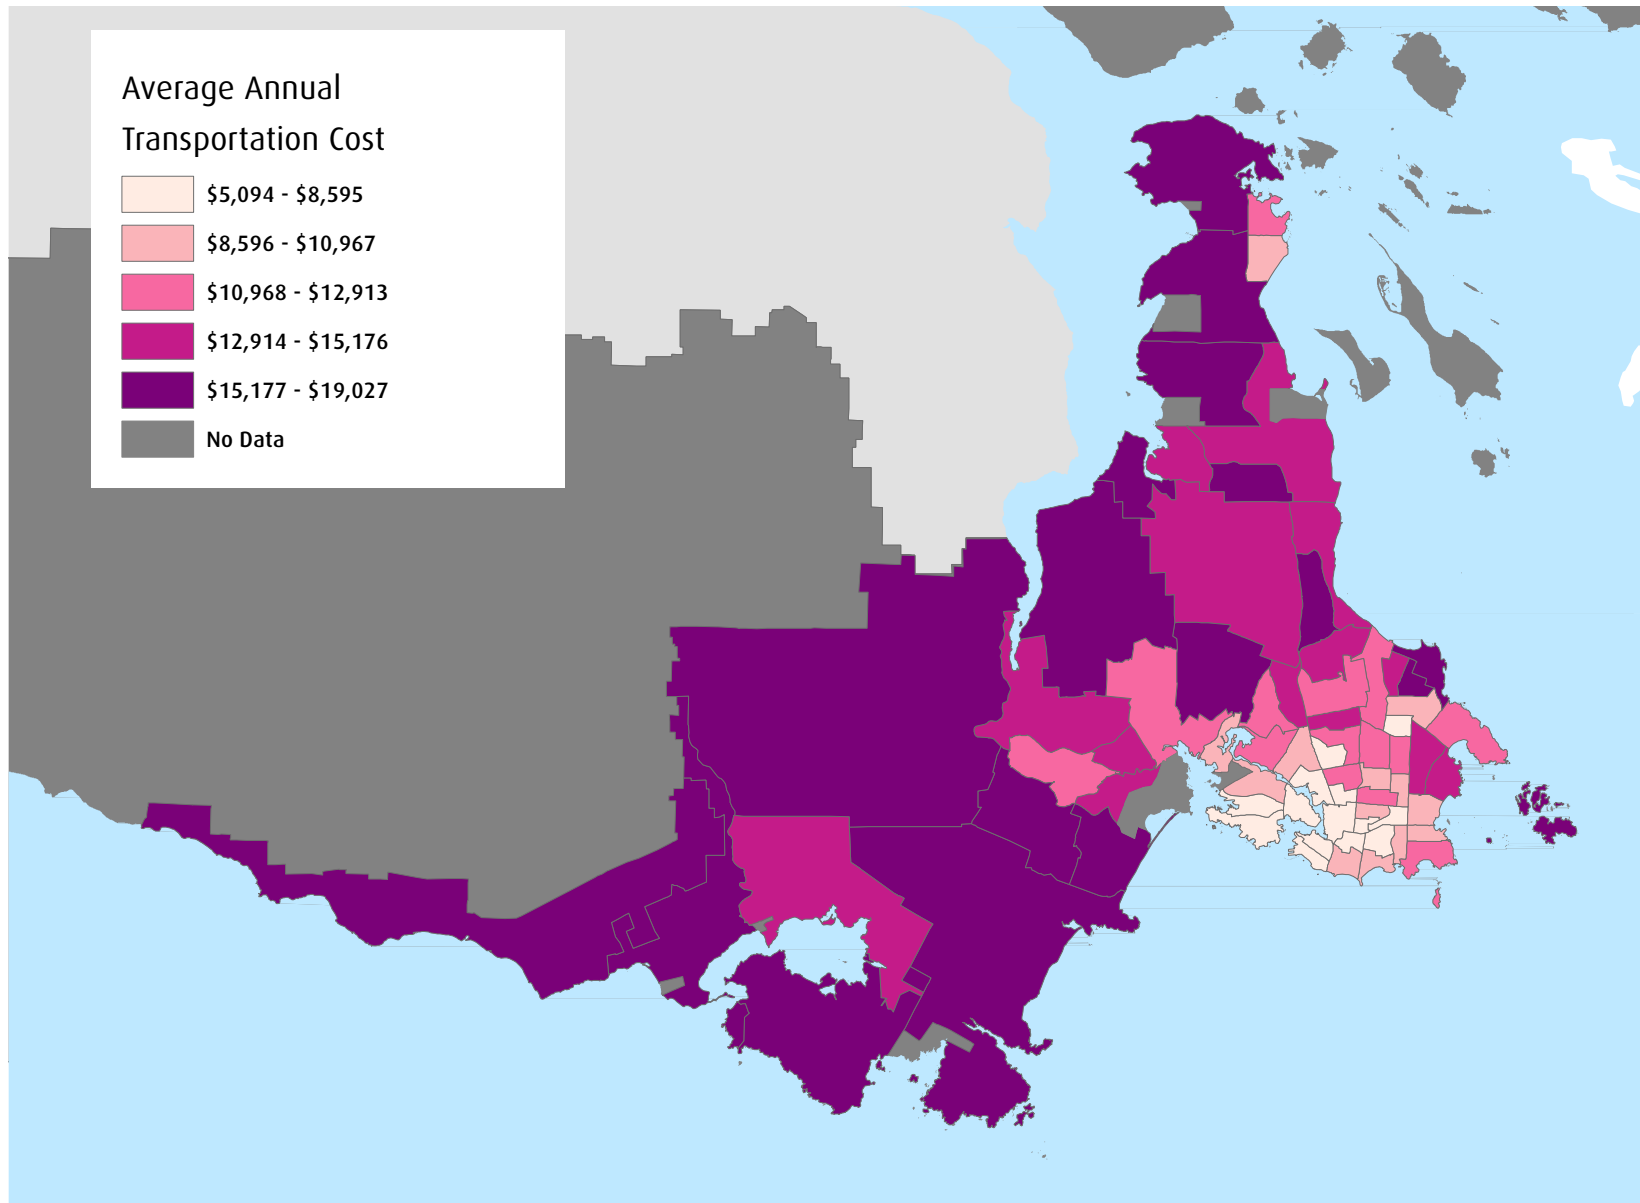 Average Annual
Transportation Cost
$5,094 - $8,595
$8,596 - $10,967
$10,968 - $12,913
$12,914 - $15,176
$15,177 - $19,027
No Data